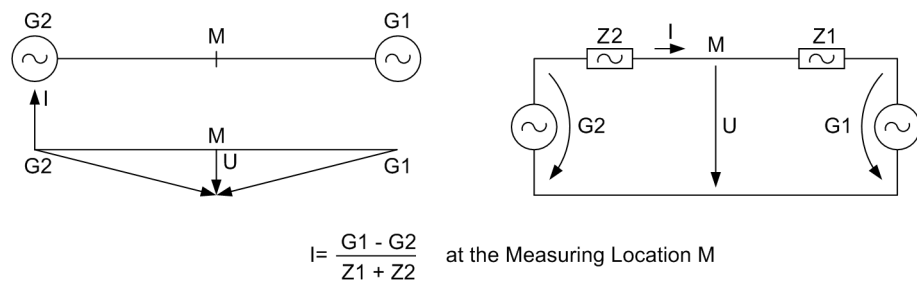 G2
M
G1
I
M
U
G2
G1
Z2
I
M
Z1
G2
U
G1
I= G1 - G2 / Z1 + Z2 at the Measuring Location M